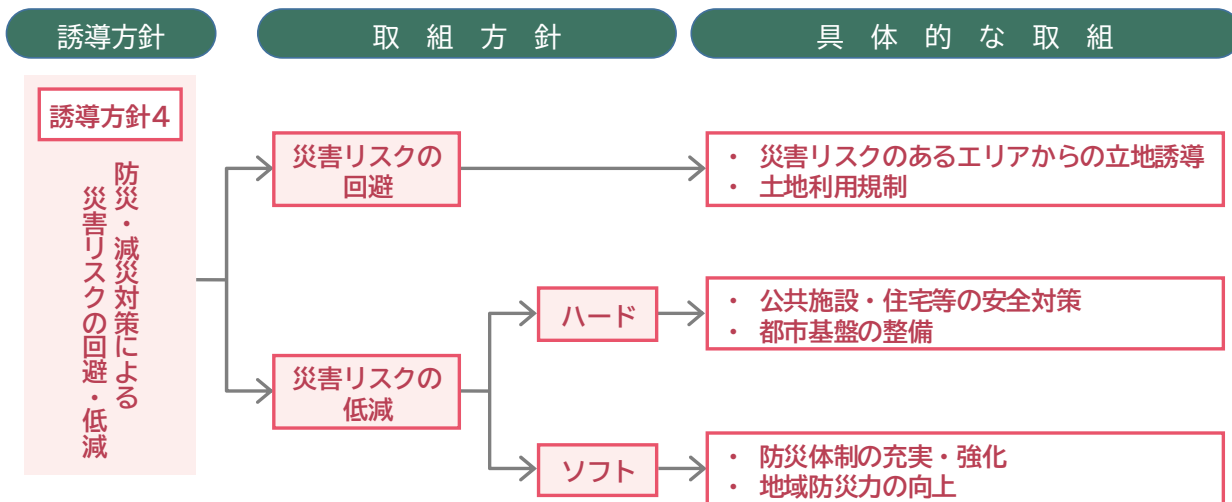 誘導方針
取組方針
具体的な取組
誘導方針4
防災・減災対策による
災害リスクの回避・低減
災害リスクの
回避
・ 災害リスクのあるエリアからの立地誘導
・ 土地利用規制
災害リスクの
低減
ハード
・ 公共施設・住宅等の安全対策
・ 都市基盤の整備
ソフト
・ 防災体制の充実・強化
・ 地域防災力の向上